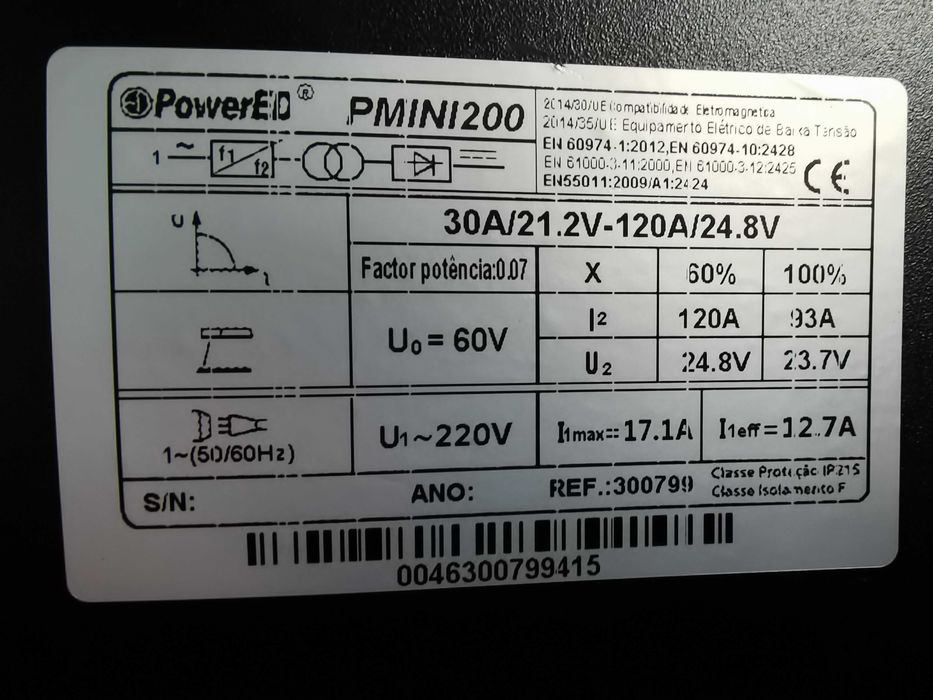 PowerED ® PMINI200
2014/30/UE Compatibilidade Eletromagnetica
2014/35/UE Equipamento Elétrico de Baixa Tensão
EN 60974-1:2012,EN 60974-10:2428
EN 61000-3-11:2000,EN 61000-3-12:2425
EN55011:2009/A1:2424
CE
1 ~ f1 f2
30A/21.2V-120A/24.8V
U I
Factor potência:0.07 X 60% 100%
U0 = 60V
I2 120A 93A
U2 24.8V 23.7V
1~(50/60Hz)
U1~220V I1max=17.1A I1eff=12.7A
S/N: ANO: REF.:300799
Classe Proteção IP21S
Classe Isolamento F
0046300799415